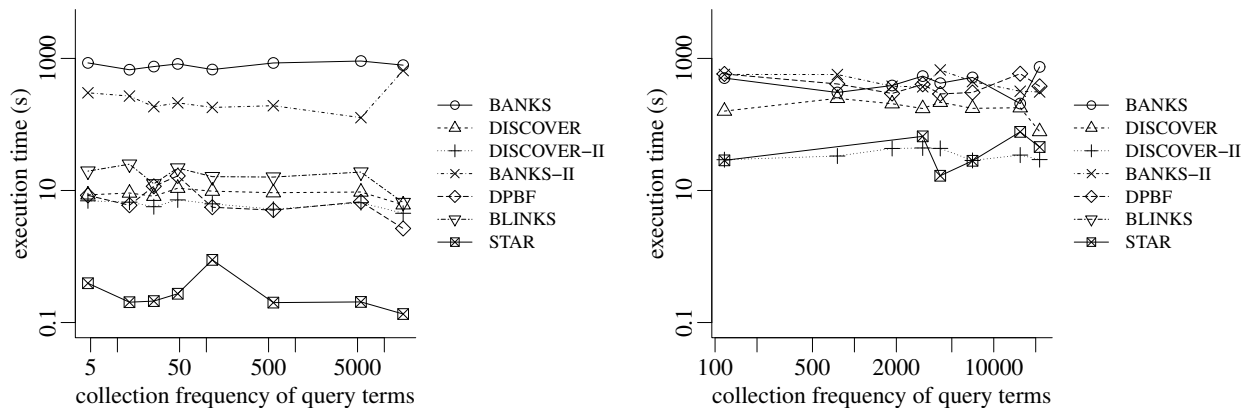 1000
10.0
0.1
execution time (s)
5
50
500
5000
collection frequency of query terms
BANKS
DISCOVER
DISCOVER−II
BANKS−II
DPBF
BLINKS
STAR
1000
10.0
0.1
execution time (s)
100
500
2000
10000
collection frequency of query terms
BANKS
DISCOVER
DISCOVER−II
BANKS−II
DPBF
BLINKS
STAR